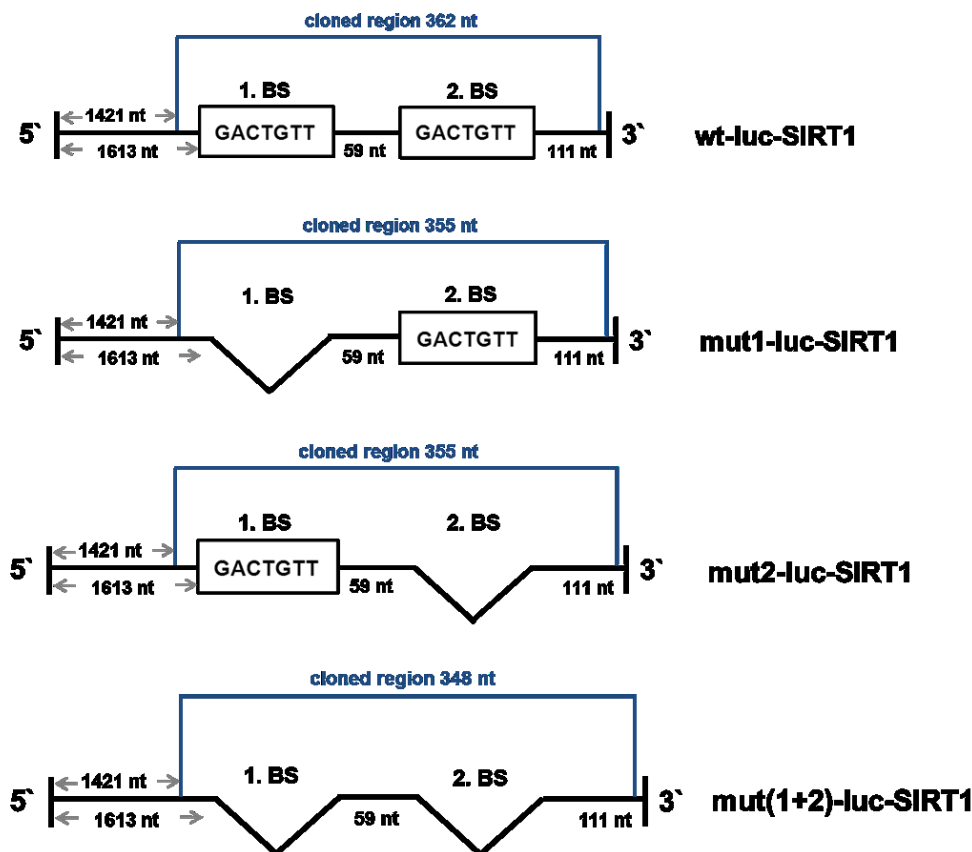 cloned region 362 nt
1. BS
2. BS
1421 nt
5` GACTGTT GACTGTT 3` wt-luc-SIRT1
1613 nt
59 nt
111 nt
cloned region 355 nt
1. BS
2. BS
1421 nt
5` GACTGTT 3` mut1-luc-SIRT1
1613 nt
59 nt
111 nt
cloned region 355 nt
1. BS
2. BS
1421 nt
5` GACTGTT 3` mut2-luc-SIRT1
1613 nt
59 nt
111 nt
cloned region 348 nt
1. BS
2. BS
1421 nt
5` 3` mut(1+2)-luc-SIRT1
1613 nt
59 nt
111 nt